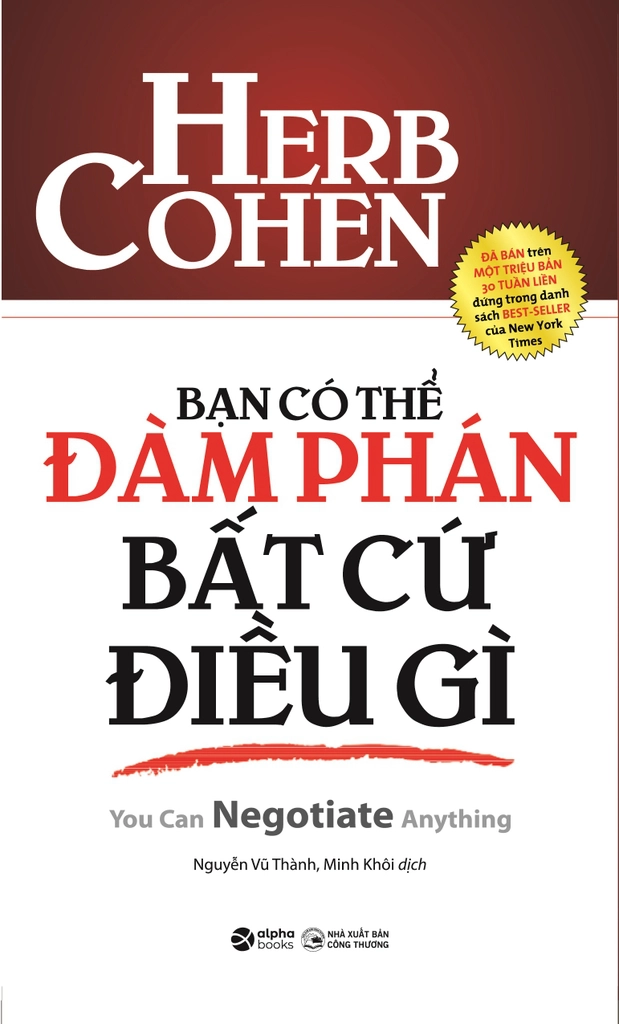 HERB
COHEN
ĐÃ BÁN trên
MỘT TRIỆU BẢN
30 TUẦN LIỀN
đứng trong danh
sách BEST-SELLER
của New York
Times
BẠN CÓ THỂ
ĐÀM PHÁN
BẤT CỨ
ĐIỀU GÌ
You Can Negotiate Anything
Nguyễn Vũ Thành, Minh Khôi dịch
alpha
books
NHÀ XUẤT BẢN
CÔNG THƯƠNG